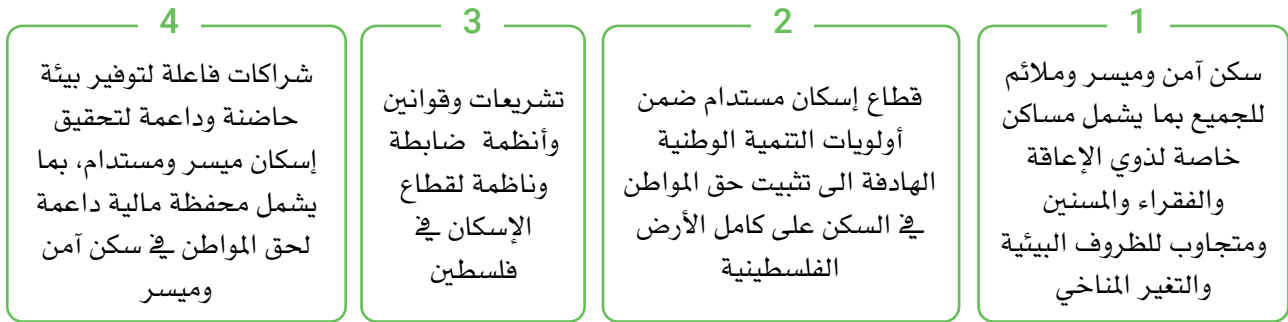 1
سكن آمن وميسر وملائم
للجميع بما يشمل مساكن
خاصة لذوي الإعاقة
والفقراء والمسنين
ومتجاوب للظروف البيئية
والتغير المناخي
2
قطاع إسكان مستدام ضمن
أولويات التنمية الوطنية
الهادفة الى تثبيت حق المواطن
في السكن على كامل الأرض
الفلسطينية
3
تشريعات وقوانين
وأنظمة ضابطة
وناظمة لقطاع
الإسكان في
فلسطين
4
شراكات فاعلة لتوفير بيئة
حاضنة وداعمة لتحقيق
إسكان ميسر ومستدام، بما
يشمل محفظة مالية داعمة
لحق المواطن في سكن آمن
وميسر